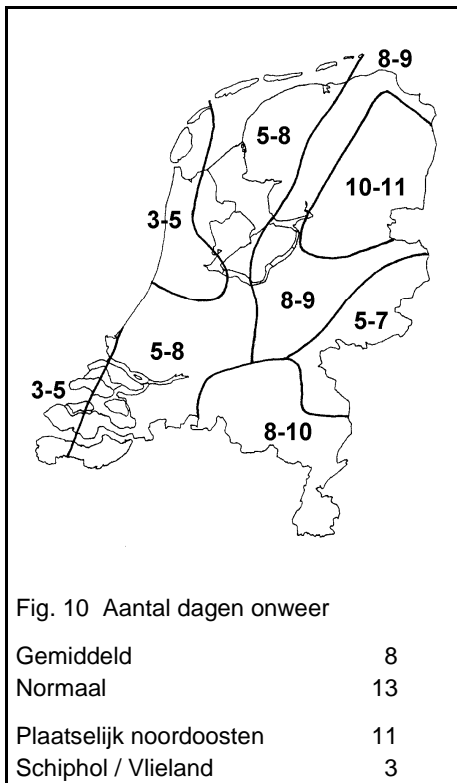 8-9
5-8
10-11
3-5
8-9
5-7
5-8
3-5
8-10
Fig. 10 Aantal dagen onweer
Gemiddeld 8
Normaal 13
Plaatselijk noordoosten 11
Schiphol / Vlieland 3